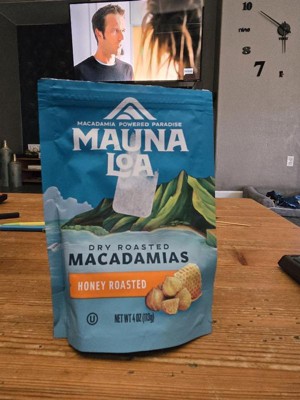 10
7
MACADAMIA POWERED PARADISE
MAUNA
LOA
DRY ROASTED
MACADAMIAS
HONEY ROASTED
U
NET WT 4 OZ (113g)